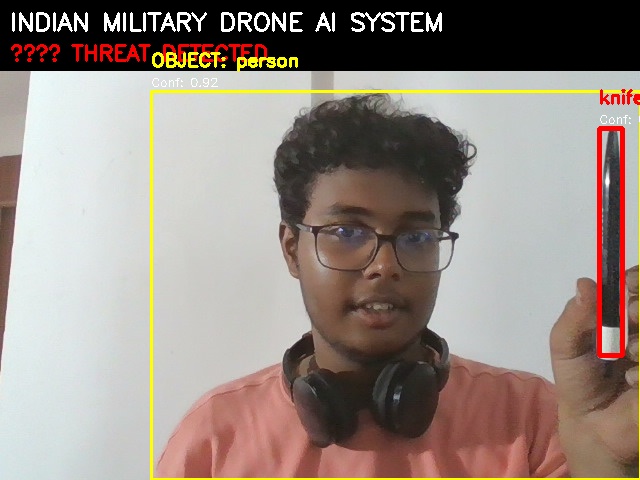 INDIAN MILITARY DRONE AI SYSTEM
???? THREAT DETECTED
OBJECT: person
Conf: 0.92
knife
Conf: